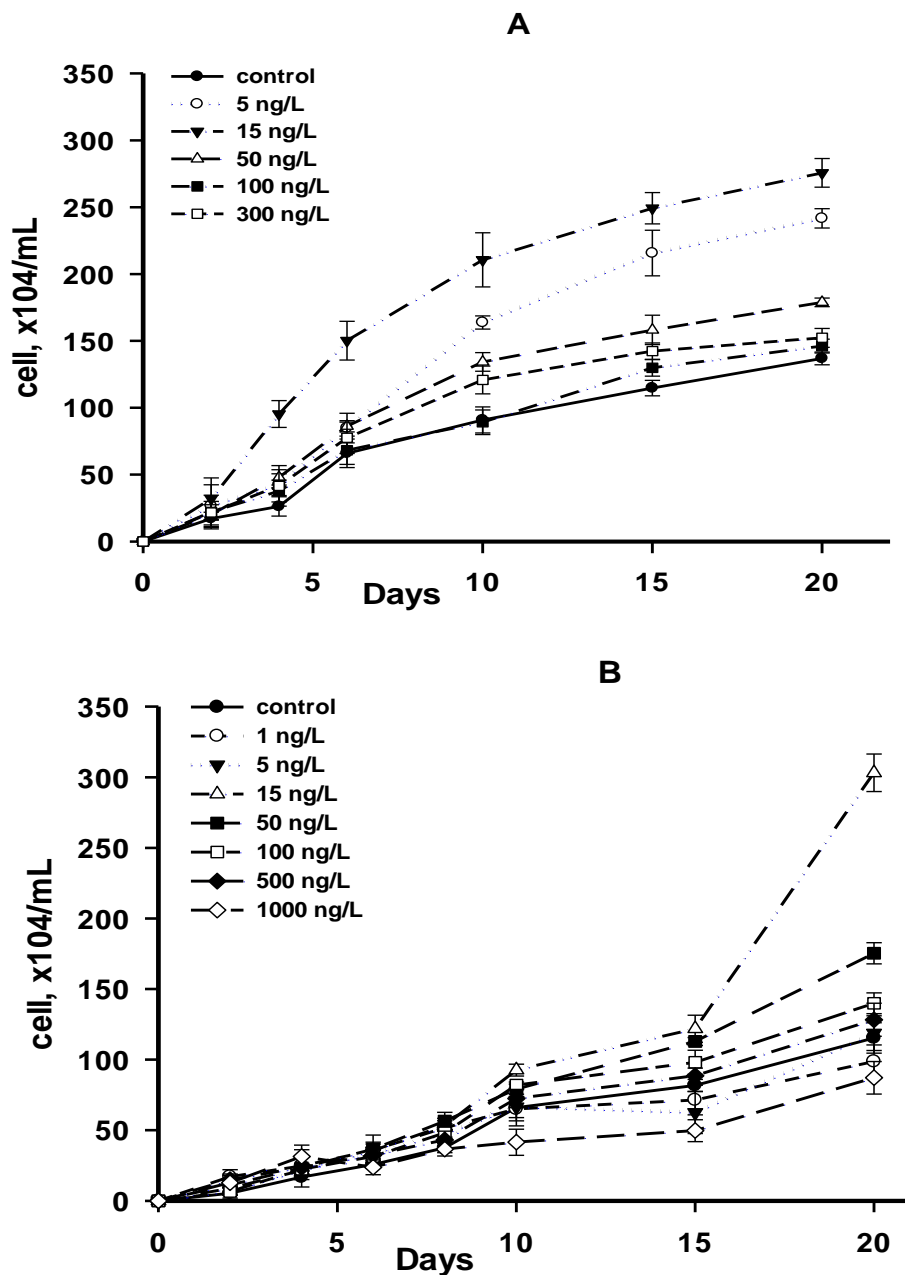 A
350
300
250
200
150
100
50
0
cell, x104/mL
control
5 ng/L
15 ng/L
50 ng/L
100 ng/L
300 ng/L
0 5 10 15 20
Days
B
350
300
250
200
150
100
50
0
cell, x104/mL
control
1 ng/L
5 ng/L
15 ng/L
50 ng/L
100 ng/L
500 ng/L
1000 ng/L
0 5 10 15 20
Days